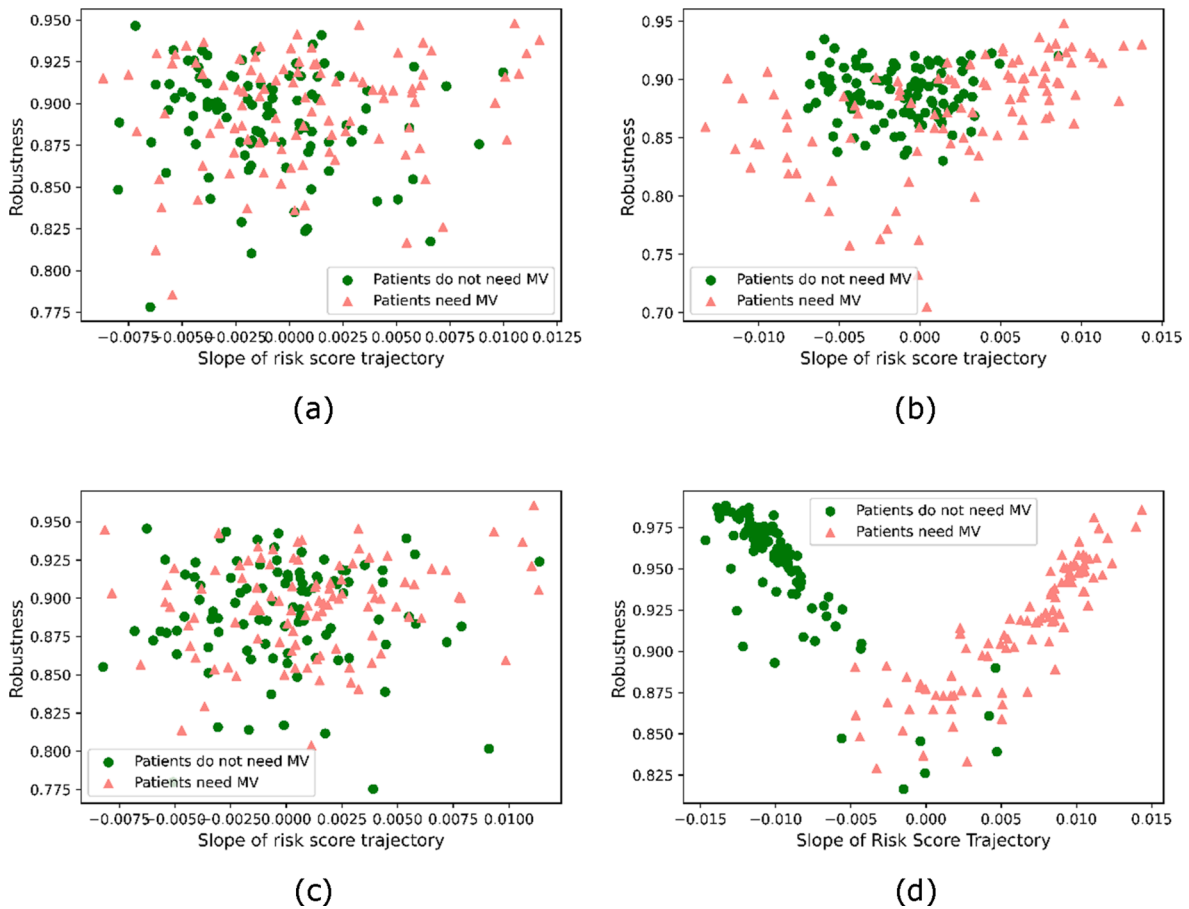 0.950
0.925
0.900
0.875
0.850
0.825
0.800
0.775
Robustness
Patients do not need MV
Patients need MV
−0.0075 −0.0050 −0.0025 0.0000 0.0025 0.0050 0.0075 0.0100 0.0125
Slope of risk score trajectory
(a)
0.95
0.90
0.85
0.80
0.75
0.70
Robustness
Patients do not need MV
Patients need MV
−0.010 −0.005 0.000 0.005 0.010 0.015
Slope of risk score trajectory
(b)
0.950
0.925
0.900
0.875
0.850
0.825
0.800
0.775
Robustness
Patients do not need MV
Patients need MV
−0.0075 −0.0050 −0.0025 0.0000 0.0025 0.0050 0.0075 0.0100
Slope of risk score trajectory
(c)
0.975
0.950
0.925
0.900
0.875
0.850
0.825
Robustness
Patients do not need MV
Patients need MV
−0.015 −0.010 −0.005 0.000 0.005 0.010 0.015
Slope of Risk Score Trajectory
(d)